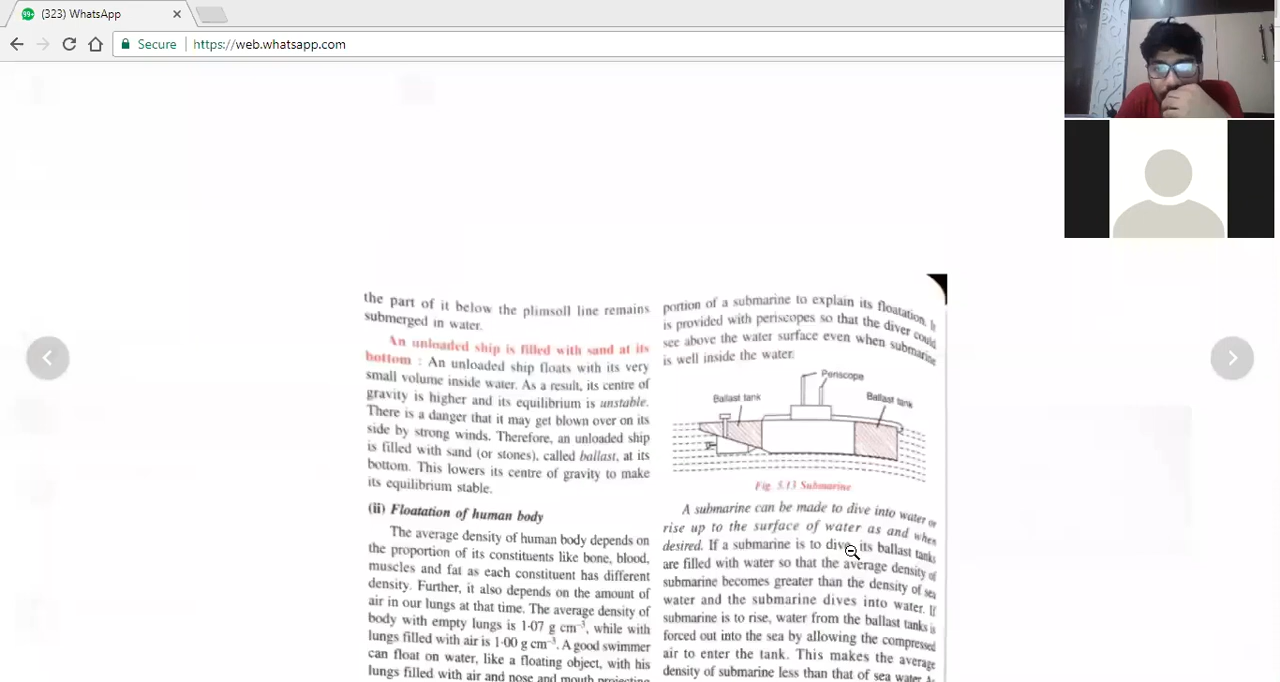 (323) WhatsApp
Secure
https://web.whatsapp.com
the part of it below the plimsoll line remains
submerged in water.
An unloaded ship is filled with sand at its
bottom : An unloaded ship floats with its very
small volume inside water. As a result, its centre of
gravity is higher and its equilibrium is unstable.
There is a danger that it may get blown over on its
side by strong winds. Therefore, an unloaded ship
is filled with sand (or stones), called ballast, at its
bottom. This lowers its centre of gravity to make
its equilibrium stable.
(ii) Floatation of human body
The average density of human body depends on
the proportion of its constituents like bone, blood,
muscles and fat as each constituent has different
density. Further, it also depends on the amount of
air in our lungs at that time. The average density of
body with empty lungs is 1·07 g cm⁻³, while with
lungs filled with air is 1·00 g cm⁻³. A good swimmer
can float on water, like a floating object, with his
lungs filled with air and nose and mouth projecting
portion of a submarine to explain its floatation. It
is provided with periscopes so that the diver could
see above the water surface even when submarine
is well inside the water.
Periscope
Ballast tank
Ballast tank
Fig. 5.13 Submarine
A submarine can be made to dive into water or
rise up to the surface of water as and when
desired. If a submarine is to dive, its ballast tanks
are filled with water so that the average density of
submarine becomes greater than the density of sea
water and the submarine dives into water. If
submarine is to rise, water from the ballast tanks is
forced out into the sea by allowing the compressed
air to enter the tank. This makes the average
density of submarine less than that of sea water